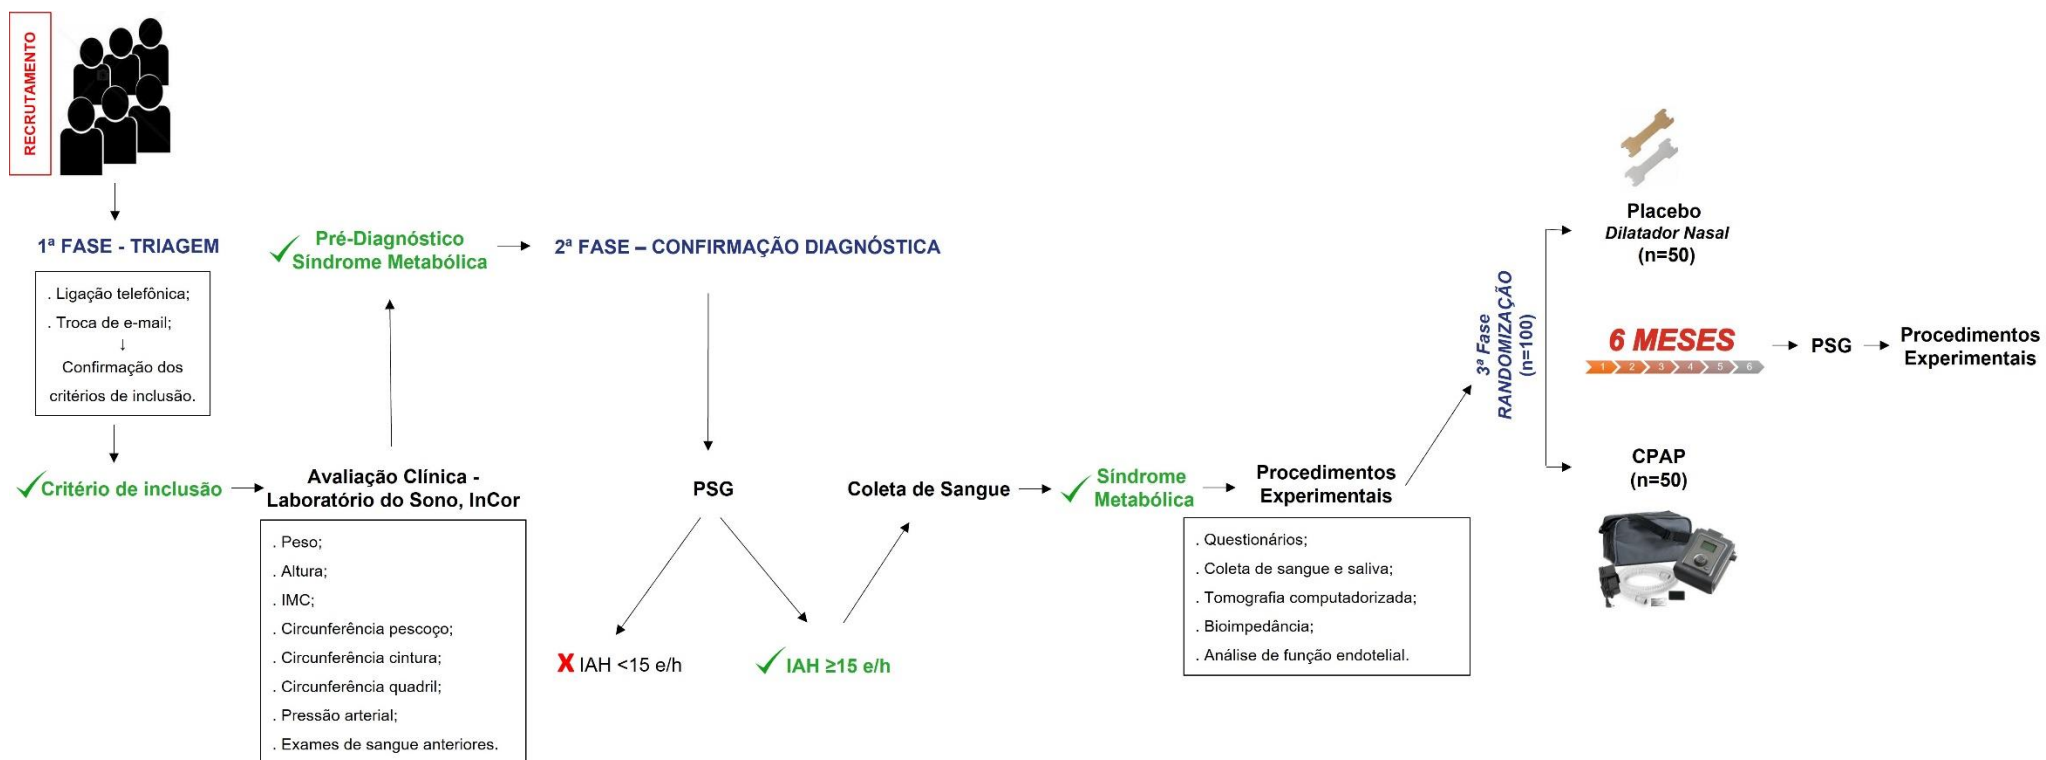 RECRUTAMENTO
1ª FASE - TRIAGEM
. Ligação telefônica;
. Troca de e-mail;
↓
Confirmação dos
critérios de inclusão.
Critério de inclusão
Avaliação Clínica -
Laboratório do Sono, InCor
. Peso;
. Altura;
. IMC;
. Circunferência pescoço;
. Circunferência cintura;
. Circunferência quadril;
. Pressão arterial;
. Exames de sangue anteriores.
Pré-Diagnóstico
Síndrome Metabólica
2ª FASE – CONFIRMAÇÃO DIAGNÓSTICA
PSG
X IAH <15 e/h
IAH ≥15 e/h
Coleta de Sangue
Síndrome
Metabólica
Procedimentos
Experimentais
. Questionários;
. Coleta de sangue e saliva;
. Tomografia computadorizada;
. Bioimpedância;
. Análise de função endotelial.
3ª Fase
RANDOMIZAÇÃO
(n=100)
Placebo
Dilatador Nasal
(n=50)
6 MESES
1 2 3 4 5 6
PSG
Procedimentos
Experimentais
CPAP
(n=50)